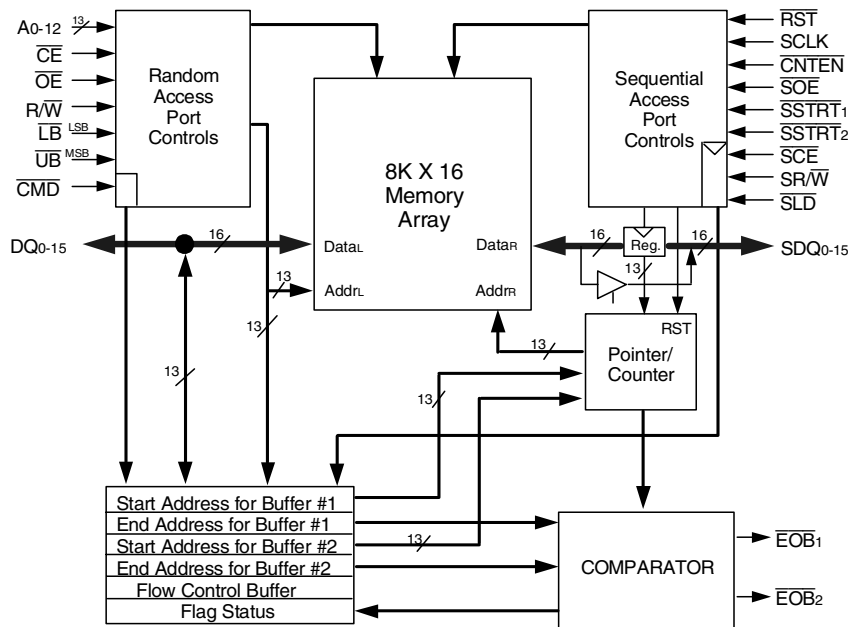 A0-12
13
CE
OE
R/W
LB LSB
UB MSB
CMD
Random
Access
Port
Controls
8K X 16
Memory
Array
Sequential
Access
Port
Controls
RST
SCLK
CNTEN
SOE
SSTRT1
SSTRT2
SCE
SR/W
SLD
DQ0-15
16
DataL
DataR
16
Reg.
16
SDQ0-15
13
AddrL
AddrR
13
13
13
13
RST
Pointer/
Counter
13
Start Address for Buffer #1
End Address for Buffer #1
Start Address for Buffer #2
End Address for Buffer #2
Flow Control Buffer
Flag Status
13
COMPARATOR
EOB1
EOB2